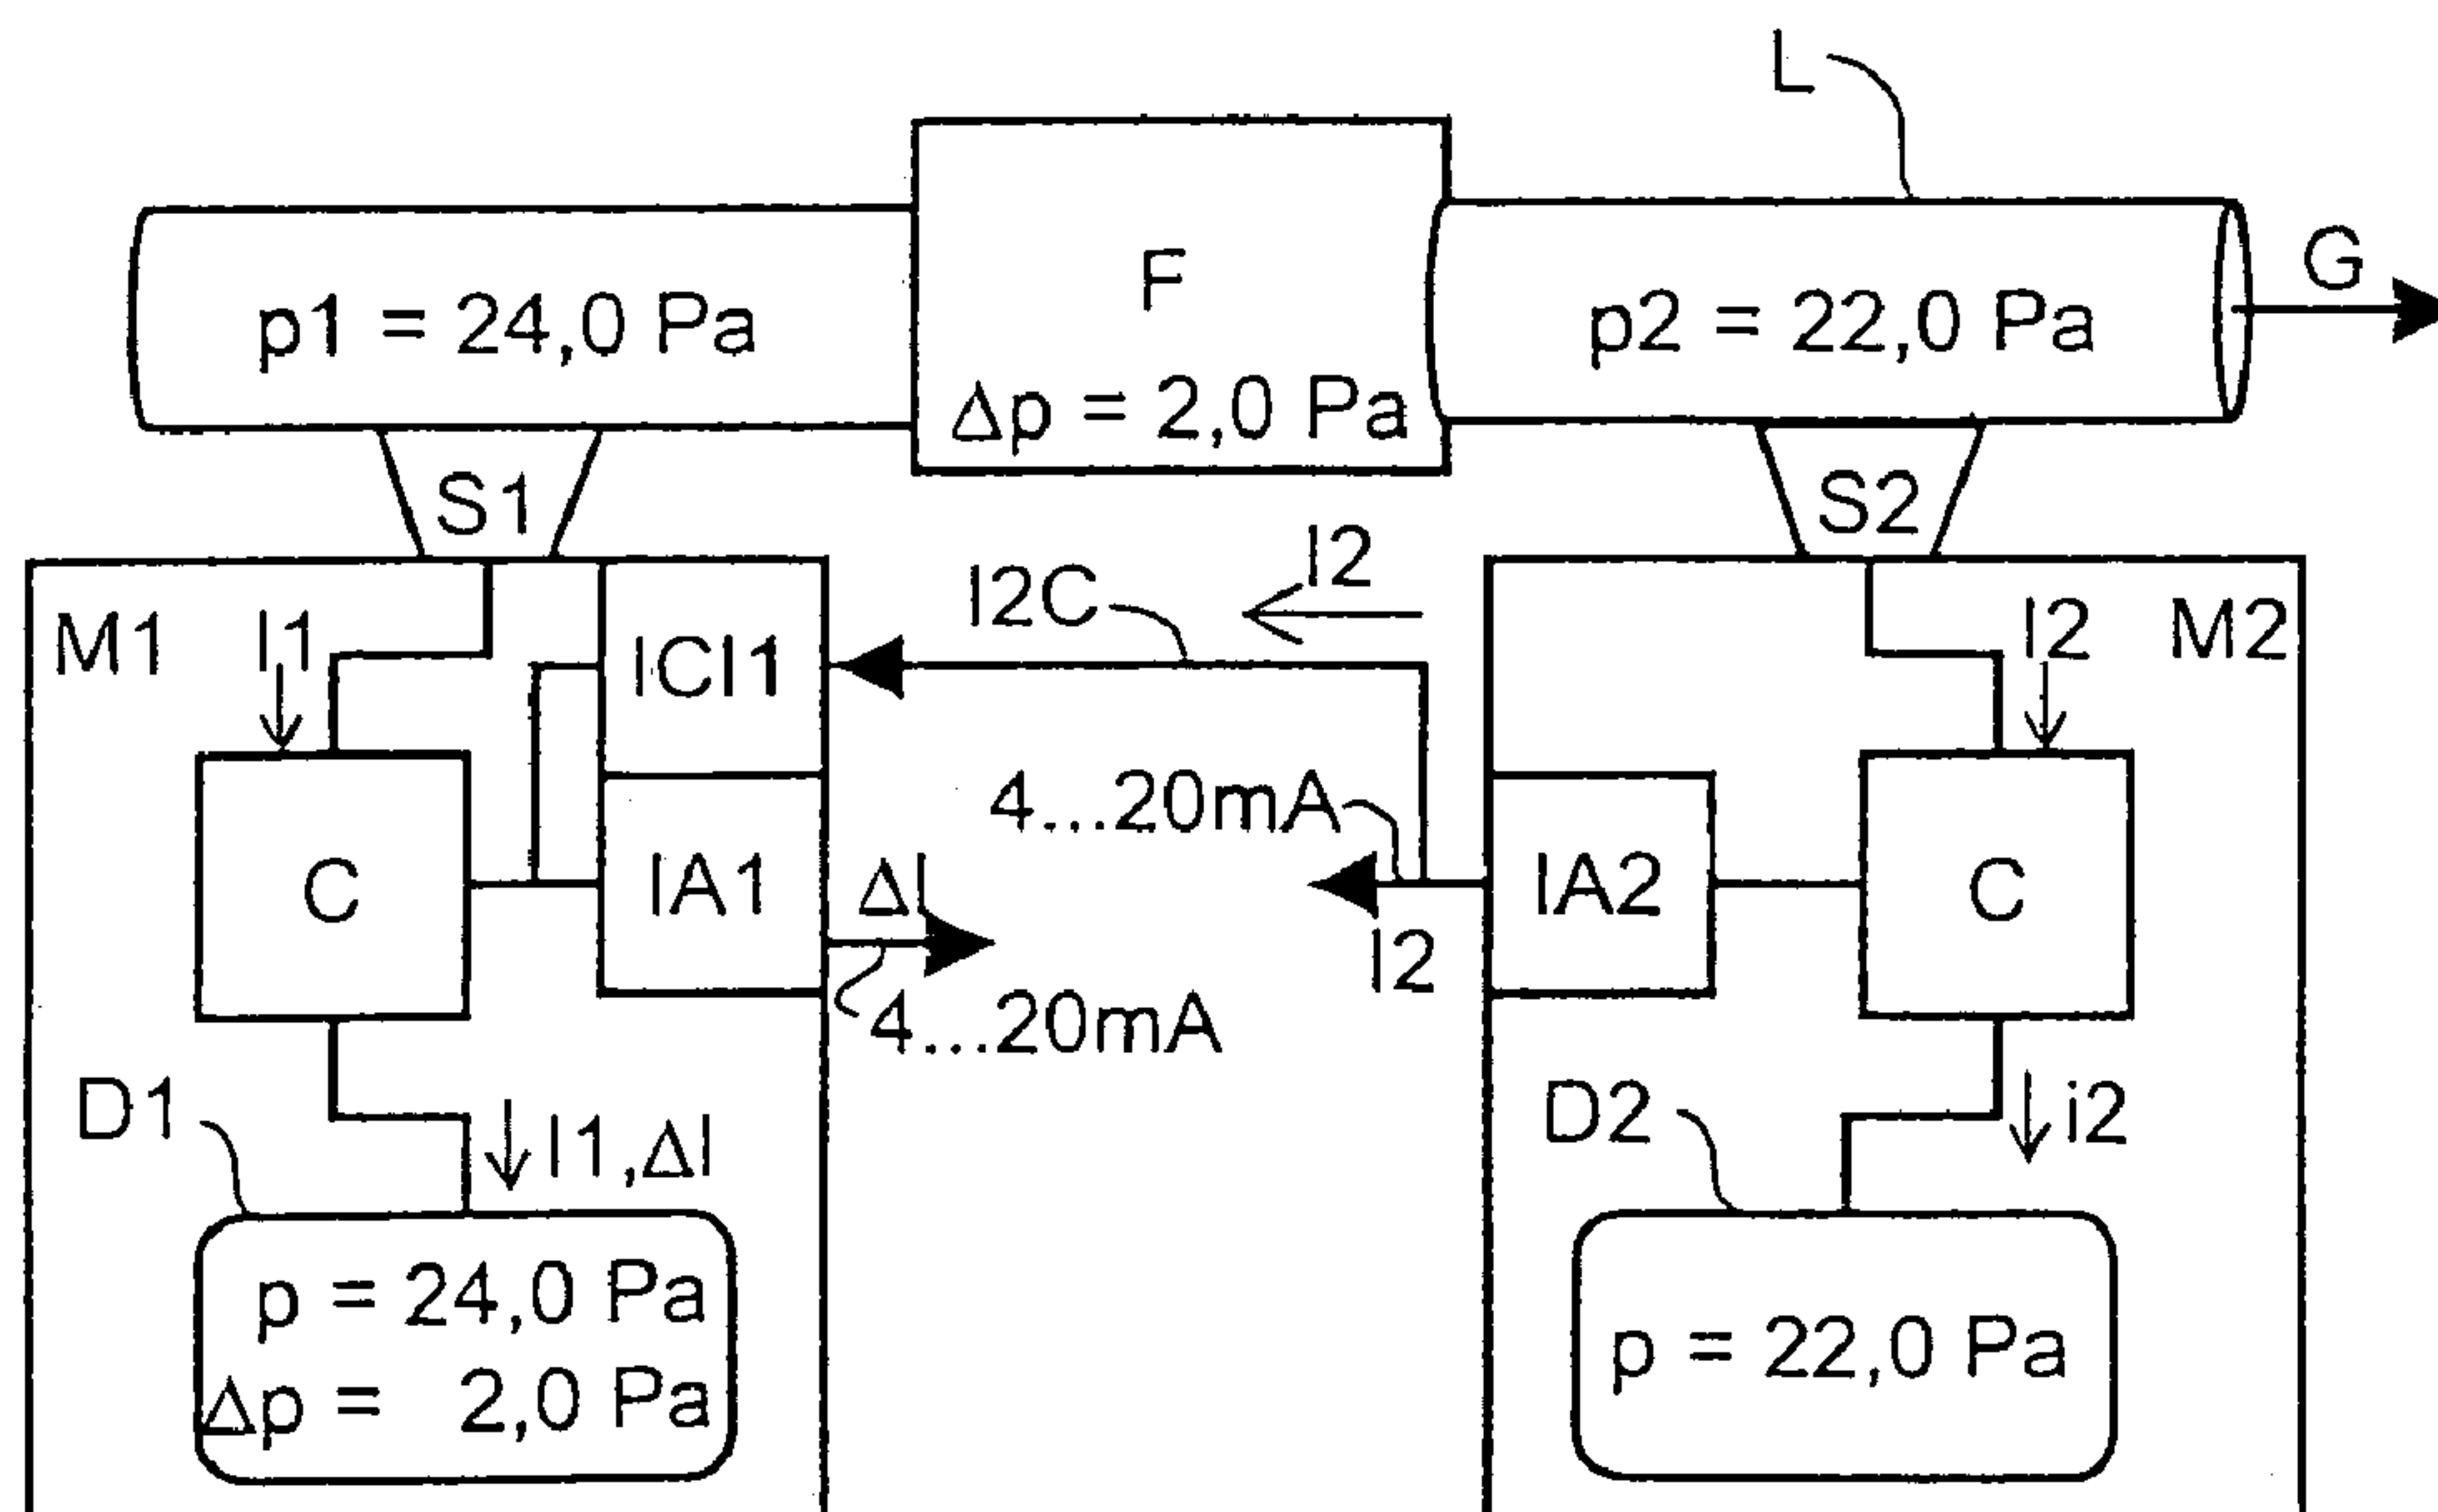 L
F
G
p1 = 24,0 Pa
p2 = 22,0 Pa
Δp = 2,0 Pa
S1
S2
I2
I2C
M1
I1
ICI1
I2
M2
4...20mA
C
IA1
ΔI
IA2
C
I2
4...20mA
D1
I1,ΔI
D2
i2
p = 24,0 Pa
Δp = 2,0 Pa
p = 22,0 Pa